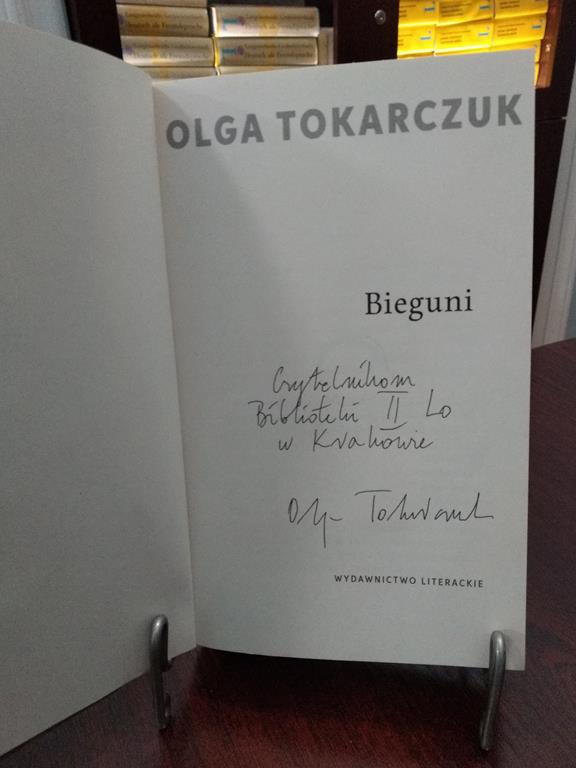 OLGA TOKARCZUK
Bieguni
Czytelnikom
Biblioteki II LO
w Krakowie
Olga Tokarczuk
WYDAWNICTWO LITERACKIE